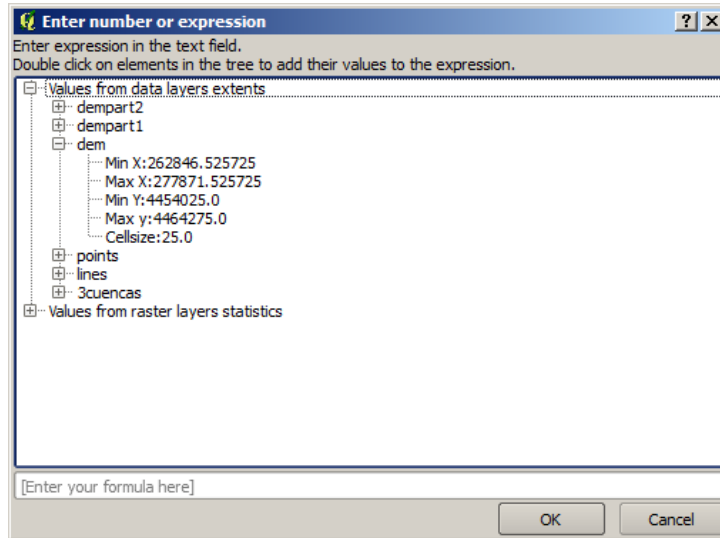 Enter number or expression
Enter expression in the text field.
Double click on elements in the tree to add their values to the expression.
Values from data layers extents
dempart2
dempart1
dem
Min X:262846.525725
Max X:277871.525725
Min Y:4454025.0
Max y:4464275.0
Cellsize:25.0
points
lines
3cuencas
Values from raster layers statistics
[Enter your formula here]
OK Cancel